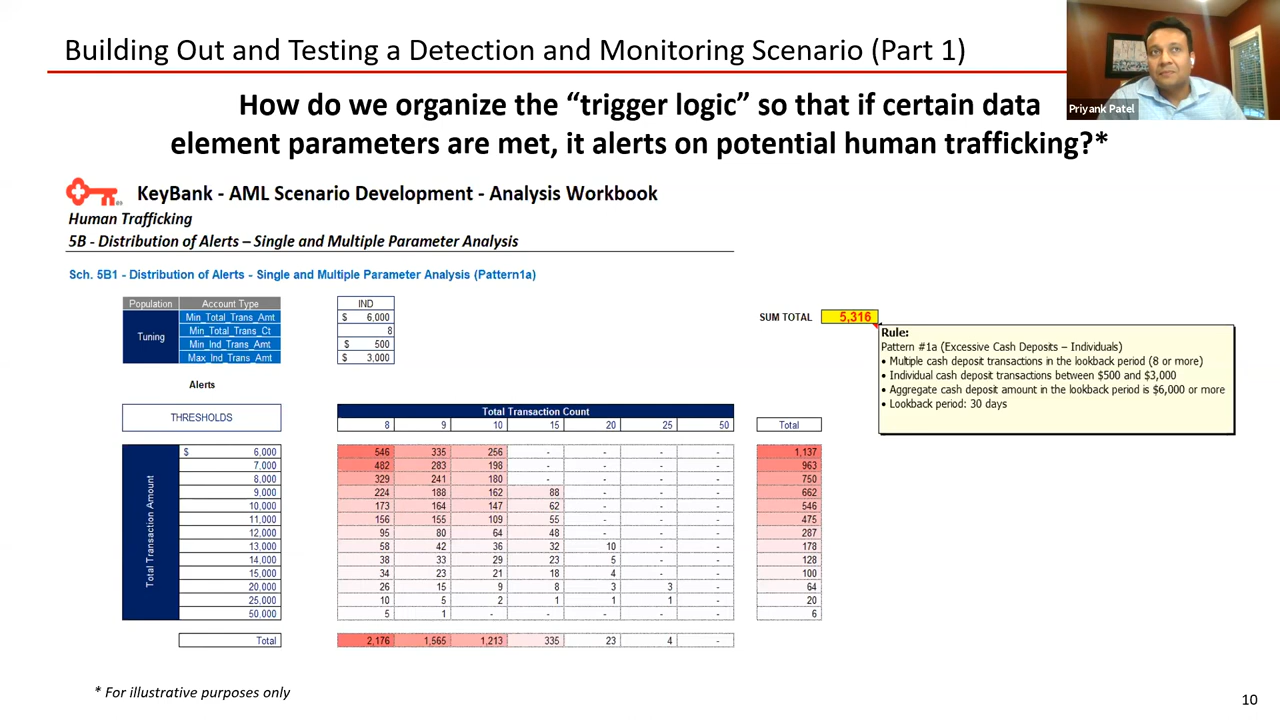 Building Out and Testing a Detection and Monitoring Scenario (Part 1)
Priyank Patel
How do we organize the “trigger logic” so that if certain data
element parameters are met, it alerts on potential human trafficking?*
KeyBank - AML Scenario Development - Analysis Workbook
Human Trafficking
5B - Distribution of Alerts – Single and Multiple Parameter Analysis
Sch. 5B1 - Distribution of Alerts - Single and Multiple Parameter Analysis (Pattern1a)
Population Account Type IND
Tuning
Min_Total_Trans_Amt $ 6,000
Min_Total_Trans_Ct 8
Min_Ind_Trans_Amt $ 500
Max_Ind_Trans_Amt $ 3,000
SUM TOTAL 5,316
Rule:
Pattern #1a (Excessive Cash Deposits – Individuals)
• Multiple cash deposit transactions in the lookback period (8 or more)
• Individual cash deposit transactions between $500 and $3,000
• Aggregate cash deposit amount in the lookback period is $6,000 or more
• Lookback period: 30 days
Alerts
THRESHOLDS
Total Transaction Count
8 9 10 15 20 25 50 Total
Total Transaction Amount
$ 6,000 546 335 256 - - - - 1,137
7,000 482 283 198 - - - - 963
8,000 329 241 180 - - - - 750
9,000 224 188 162 88 - - - 662
10,000 173 164 147 62 - - - 546
11,000 156 155 109 55 - - - 475
12,000 95 80 64 48 - - - 287
13,000 58 42 36 32 10 - - 178
14,000 38 33 29 23 5 - - 128
15,000 34 23 21 18 4 - - 100
20,000 26 15 9 8 3 3 - 64
25,000 10 5 2 1 1 1 - 20
50,000 5 1 - - - - - 6
Total 2,176 1,565 1,213 335 23 4 -
* For illustrative purposes only
10